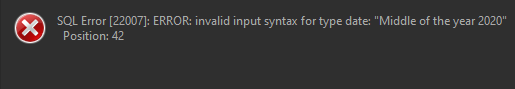 SQL Error [22007]: ERROR: invalid input syntax for type date: "Middle of the year 2020"
Position: 42